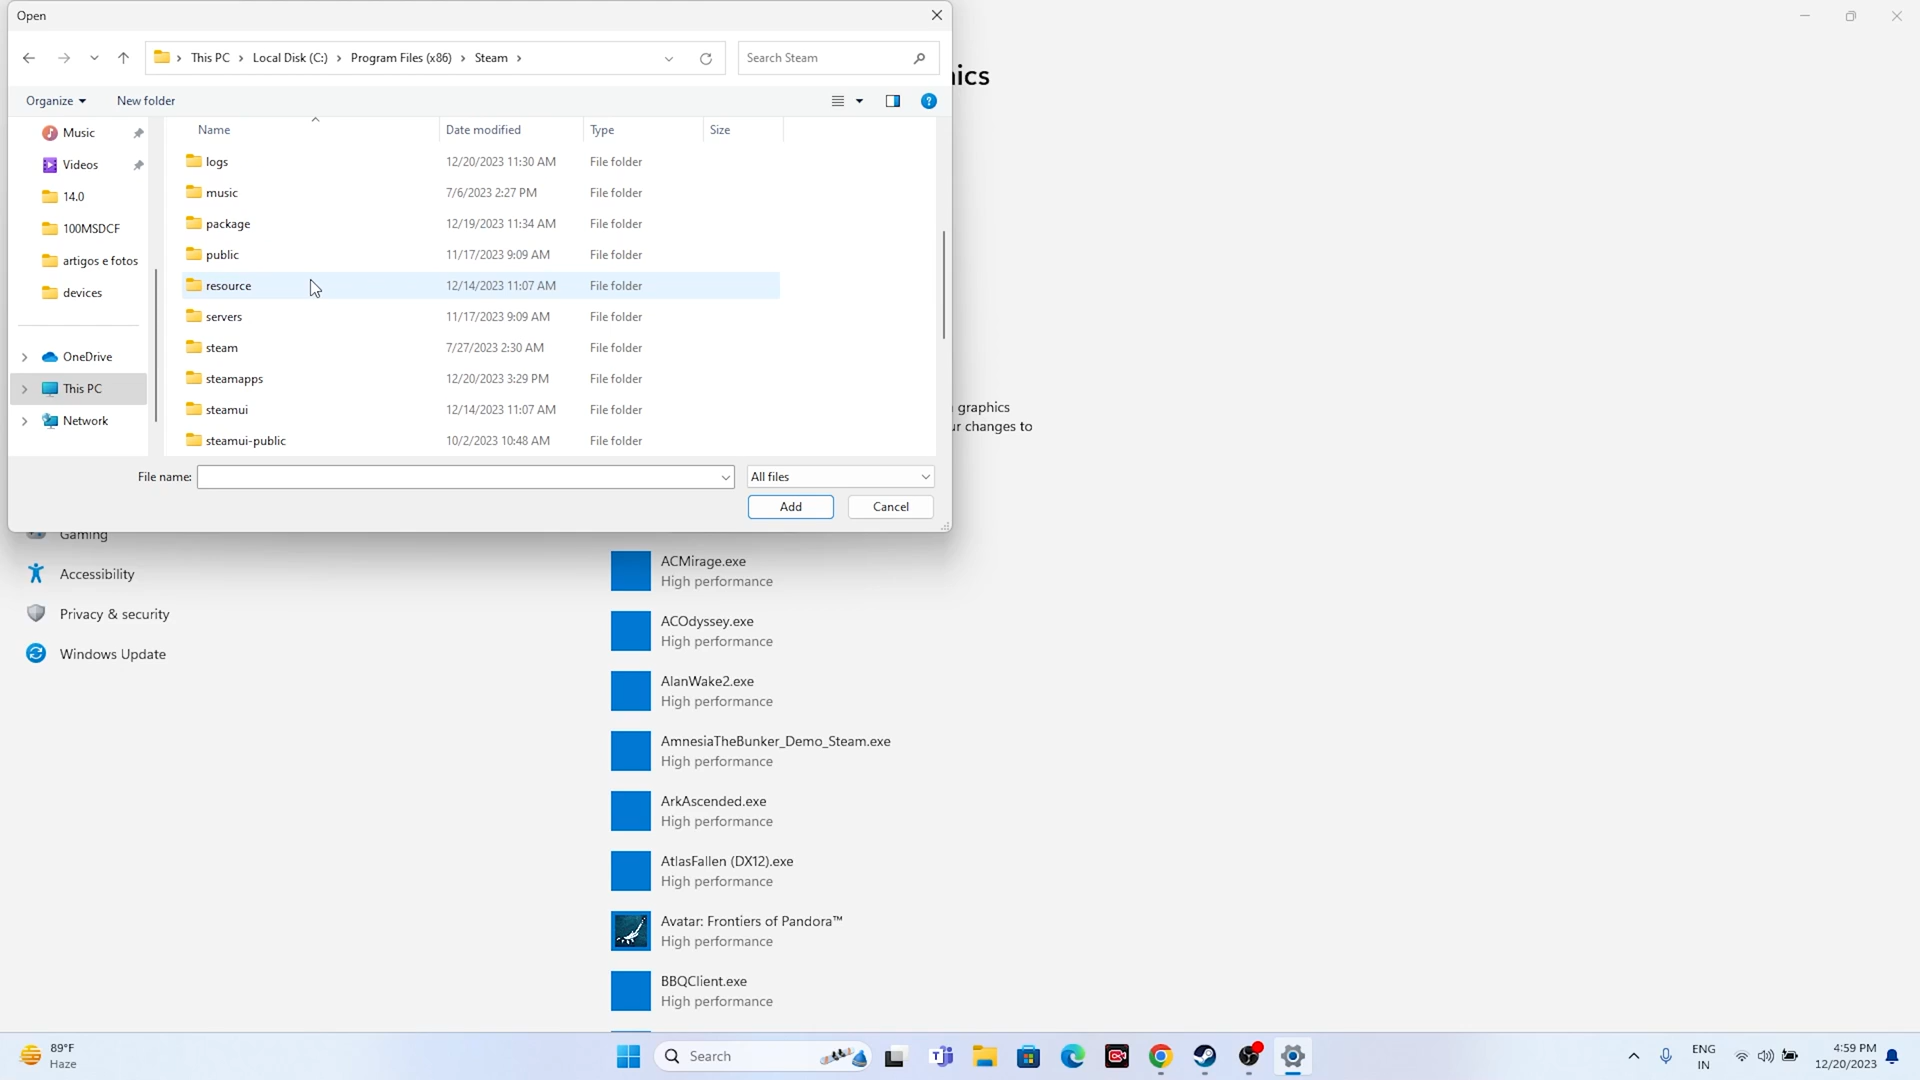 Open
This PC > Local Disk (C:) > Program Files (x86) > Steam >
Search Steam
Organize
New folder
Name
Date modified
Type
Size
Music
Videos
14.0
100MSDCF
artigos e fotos
devices
OneDrive
This PC
Network
logs 12/20/2023 11:30 AM File folder
music 7/6/2023 2:27 PM File folder
package 12/19/2023 11:34 AM File folder
public 11/17/2023 9:09 AM File folder
resource 12/14/2023 11:07 AM File folder
servers 11/17/2023 9:09 AM File folder
steam 7/27/2023 2:30 AM File folder
steamapps 12/20/2023 3:29 PM File folder
steamui 12/14/2023 11:07 AM File folder
steamui-public 10/2/2023 10:48 AM File folder
File name:
All files
Add
Cancel
ics
graphics
ur changes to
Gaming
Accessibility
Privacy & security
Windows Update
ACMirage.exe
High performance
ACOdyssey.exe
High performance
AlanWake2.exe
High performance
AmnesiaTheBunker_Demo_Steam.exe
High performance
ArkAscended.exe
High performance
AtlasFallen (DX12).exe
High performance
Avatar: Frontiers of Pandora™
High performance
BBQClient.exe
High performance
89°F
Haze
Search
ENG
IN
4:59 PM
12/20/2023